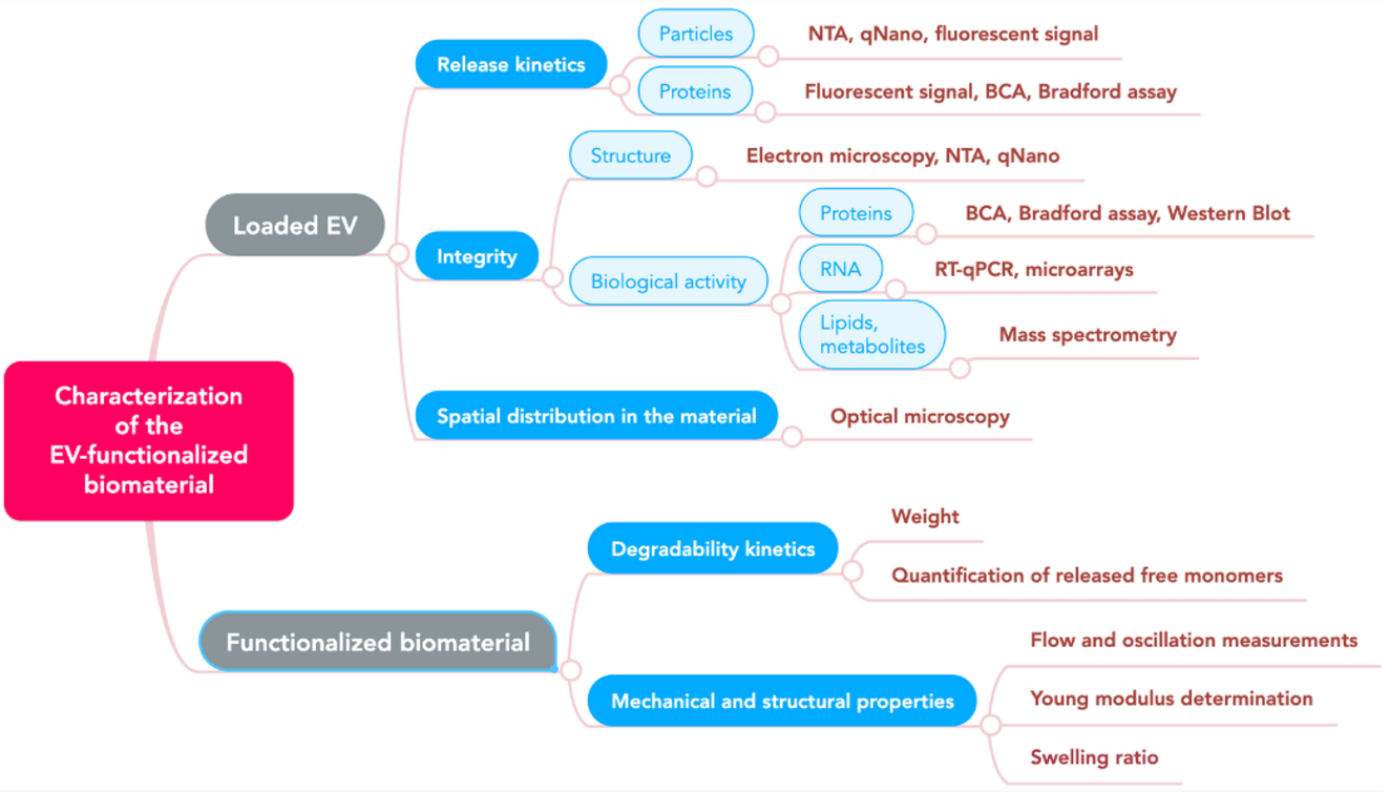 Characterization
of the
EV-functionalized
biomaterial
Loaded EV
Release kinetics
Particles
NTA, qNano, fluorescent signal
Proteins
Fluorescent signal, BCA, Bradford assay
Integrity
Structure
Electron microscopy, NTA, qNano
Biological activity
Proteins
BCA, Bradford assay, Western Blot
RNA
RT-qPCR, microarrays
Lipids,
metabolites
Mass spectrometry
Spatial distribution in the material
Optical microscopy
Functionalized biomaterial
Degradability kinetics
Weight
Quantification of released free monomers
Mechanical and structural properties
Flow and oscillation measurements
Young modulus determination
Swelling ratio